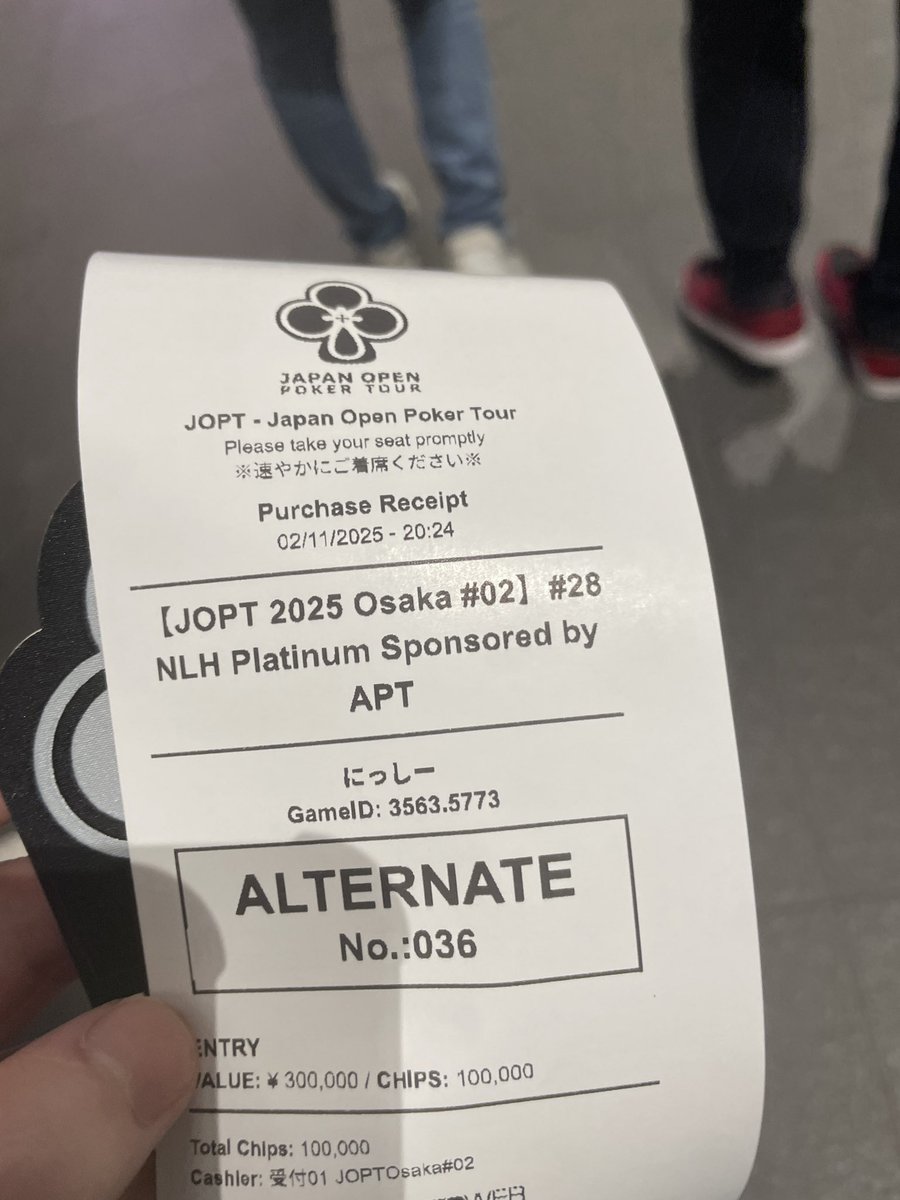 JAPAN OPEN
POKER TOUR
JOPT - Japan Open Poker Tour
Please take your seat promptly
※速やかにご着席ください※
Purchase Receipt
02/11/2025 - 20:24
【JOPT 2025 Osaka #02】 #28
NLH Platinum Sponsored by
APT
にっしー
GameID: 3563.5773
ALTERNATE
No.:036
ENTRY
VALUE: ¥ 300,000 / CHIPS: 100,000
Total Chips: 100,000
Cashier: 受付01 JOPTOsaka#02